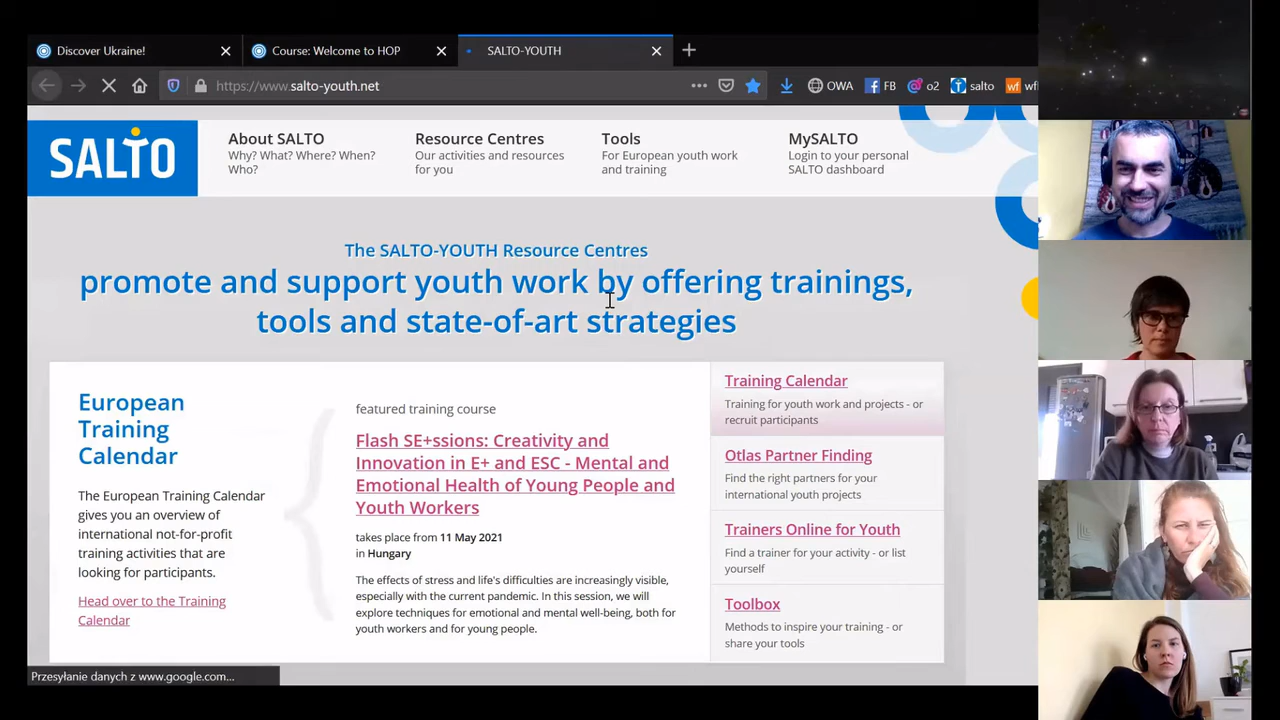 Discover Ukraine!
Course: Welcome to HOP
SALTO-YOUTH
https://www.salto-youth.net
OWA
FB
o2
salto
SALTO
About SALTO
Why? What? Where? When?
Who?
Resource Centres
Our activities and resources
for you
Tools
For European youth work
and training
MySALTO
Login to your personal
SALTO dashboard
The SALTO-YOUTH Resource Centres
promote and support youth work by offering trainings,
tools and state-of-art strategies
European
Training
Calendar
The European Training Calendar
gives you an overview of
international not-for-profit
training activities that are
looking for participants.
Head over to the Training
Calendar
featured training course
Flash SE+ssions: Creativity and
Innovation in E+ and ESC - Mental and
Emotional Health of Young People and
Youth Workers
takes place from 11 May 2021
in Hungary
The effects of stress and life's difficulties are increasingly visible,
especially with the current pandemic. In this session, we will
explore techniques for emotional and mental well-being, both for
youth workers and for young people.
Training Calendar
Training for youth work and projects - or
recruit participants
Otlas Partner Finding
Find the right partners for your
international youth projects
Trainers Online for Youth
Find a trainer for your activity - or list
yourself
Toolbox
Methods to inspire your training - or
share your tools
Przesyłanie danych z www.google.com...